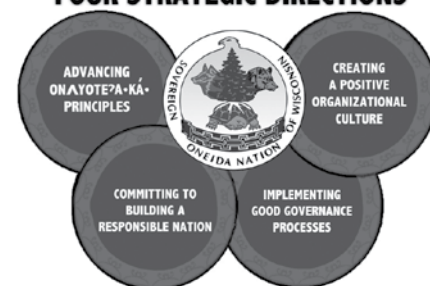 FOUR STRATEGIC DIRECTIONS
ADVANCING
ONɅYOTEʔA·KÁ·
PRINCIPLES
SOVEREIGN
ONEIDA NATION
OF WISCONSIN
CREATING
A POSITIVE
ORGANIZATIONAL
CULTURE
COMMITTING TO
BUILDING A
RESPONSIBLE NATION
IMPLEMENTING
GOOD GOVERNANCE
PROCESSES